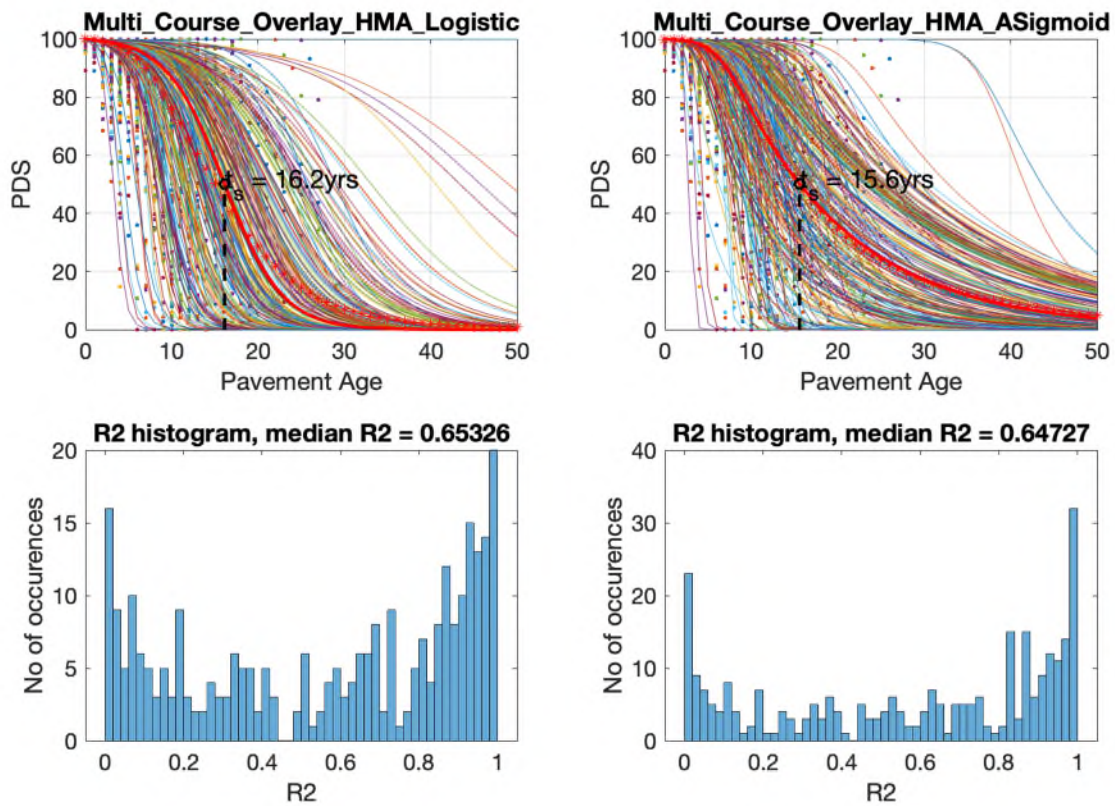 Multi_Course_Overlay_HMA_Logistic
100
80
60
40
20
0
PDS
t_s = 16.2yrs
0 10 20 30 40 50
Pavement Age
Multi_Course_Overlay_HMA_ASigmoid
100
80
60
40
20
0
PDS
t_s = 15.6yrs
0 10 20 30 40 50
Pavement Age
R2 histogram, median R2 = 0.65326
20
15
10
5
0
No of occurences
0 0.2 0.4 0.6 0.8 1
R2
R2 histogram, median R2 = 0.64727
40
30
20
10
0
No of occurences
0 0.2 0.4 0.6 0.8 1
R2